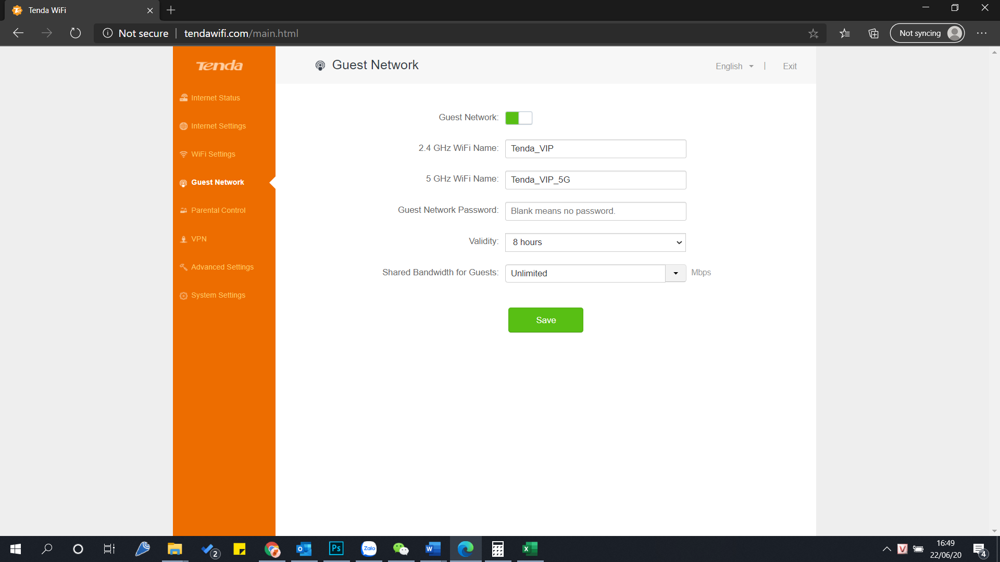 Tenda WiFi
Not secure | tendawifi.com/main.html
Not syncing
Tenda
Guest Network
English | Exit
Internet Status
Internet Settings
WiFi Settings
Guest Network
Parental Control
VPN
Advanced Settings
System Settings
Guest Network:
2.4 GHz WiFi Name: Tenda_VIP
5 GHz WiFi Name: Tenda_VIP_5G
Guest Network Password: Blank means no password.
Validity: 8 hours
Shared Bandwidth for Guests: Unlimited Mbps
Save
2
Ps
Zalo
16:49
22/06/20
4